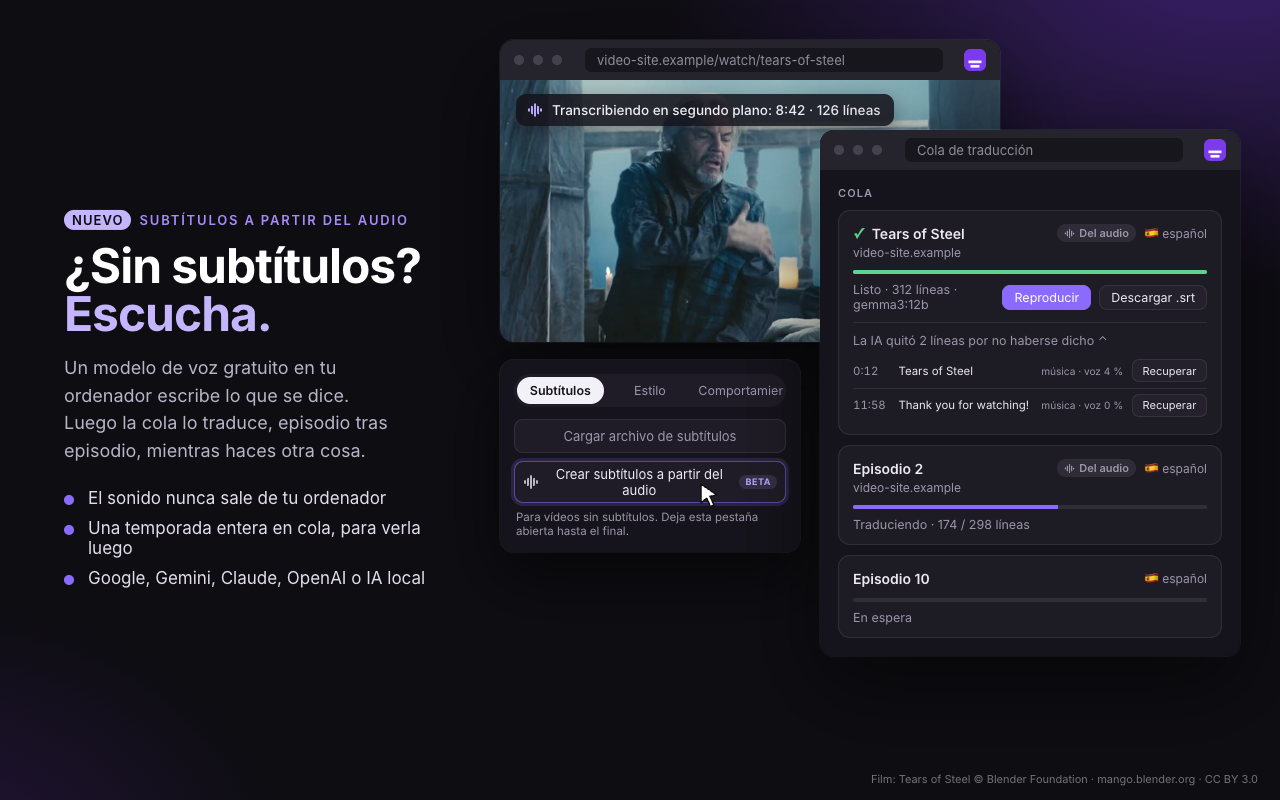 NUEVO SUBTÍTULOS A PARTIR DEL AUDIO
¿Sin subtítulos?
Escucha.
Un modelo de voz gratuito en tu
ordenador escribe lo que se dice.
Luego la cola lo traduce, episodio tras
episodio, mientras haces otra cosa.
El sonido nunca sale de tu ordenador
Una temporada entera en cola, para verla
luego
Google, Gemini, Claude, OpenAI o IA local
video-site.example/watch/tears-of-steel
Transcribiendo en segundo plano: 8:42 · 126 líneas
Subtítulos Estilo Comportamier
Cargar archivo de subtítulos
Crear subtítulos a partir del
audio
BETA
Para vídeos sin subtítulos. Deja esta pestaña
abierta hasta el final.
Cola de traducción
COLA
✓ Tears of Steel Del audio 🇪🇸 español
video-site.example
Listo · 312 líneas ·
gemma3:12b
Reproducir Descargar .srt
La IA quitó 2 líneas por no haberse dicho ^
0:12 Tears of Steel música · voz 4 % Recuperar
11:58 Thank you for watching! música · voz 0 % Recuperar
Episodio 2 Del audio 🇪🇸 español
video-site.example
Traduciendo · 174 / 298 líneas
Episodio 10 🇪🇸 español
En espera
Film: Tears of Steel © Blender Foundation · mango.blender.org · CC BY 3.0